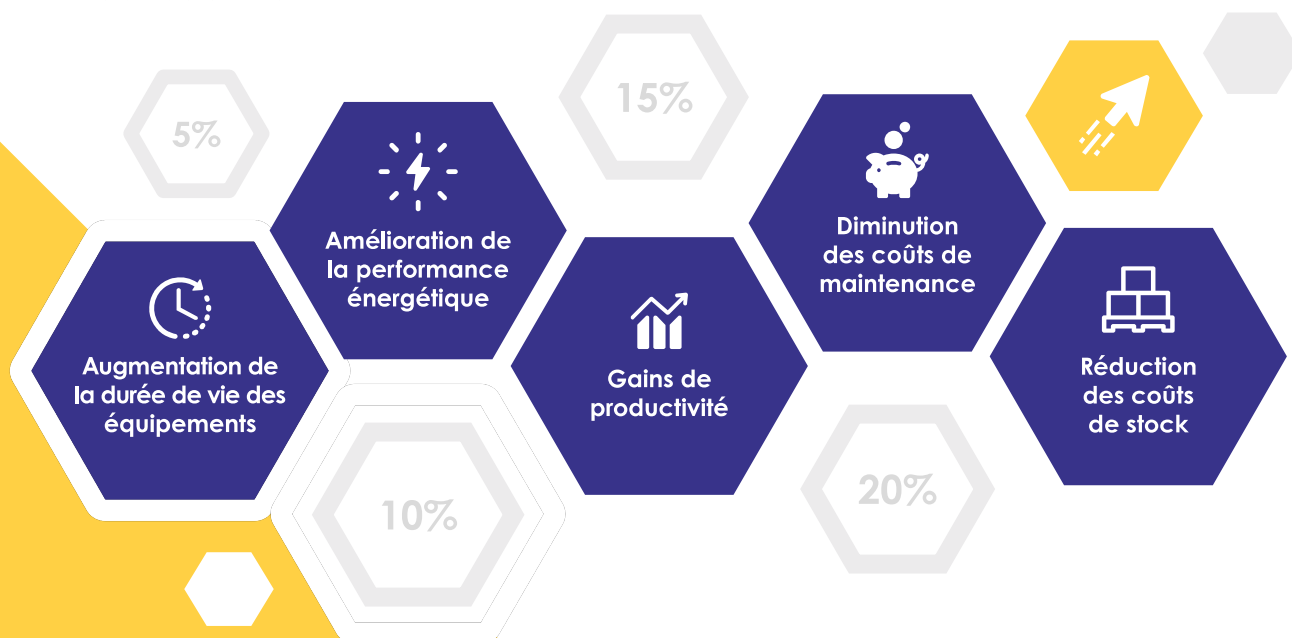 5%
15%
Amélioration de
la performance
énergétique
Diminution
des coûts de
maintenance
Augmentation de
la durée de vie des
équipements
Gains de
productivité
Réduction
des coûts
de stock
10%
20%